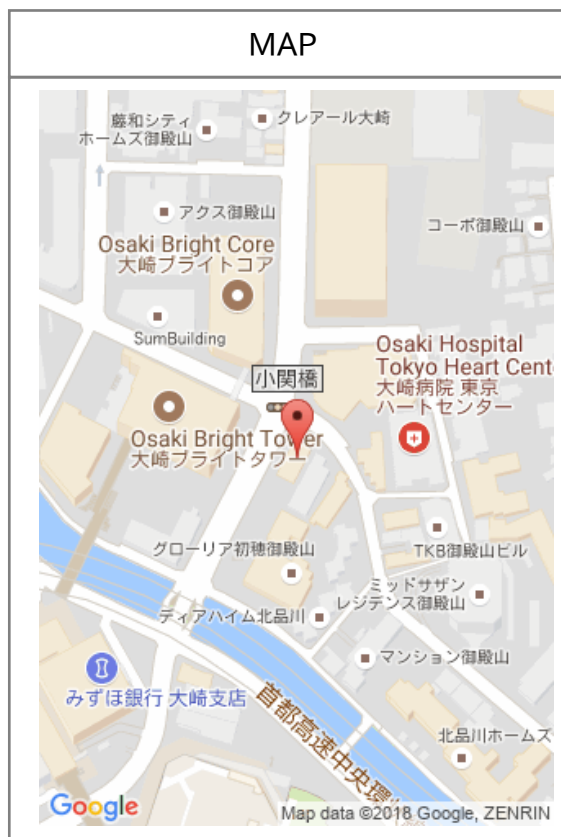 MAP
藤和シティ
ホームズ御殿山
クレアール大崎
アクス御殿山
コーポ御殿山
Osaki Bright Core
大崎ブライトコア
SumBuilding
Osaki Hospital
Tokyo Heart Cent
大崎病院 東京
ハートセンター
小関橋
Osaki Bright Tower
大崎ブライトタワー
グローリア初穂御殿山
TKB御殿山ビル
ミッドサザン
レジデンス御殿山
ディアハイム北品川
マンション御殿山
みずほ銀行 大崎支店
首都高速中央環
北品川ホームズ
Google
Map data ©2018 Google, ZENRIN